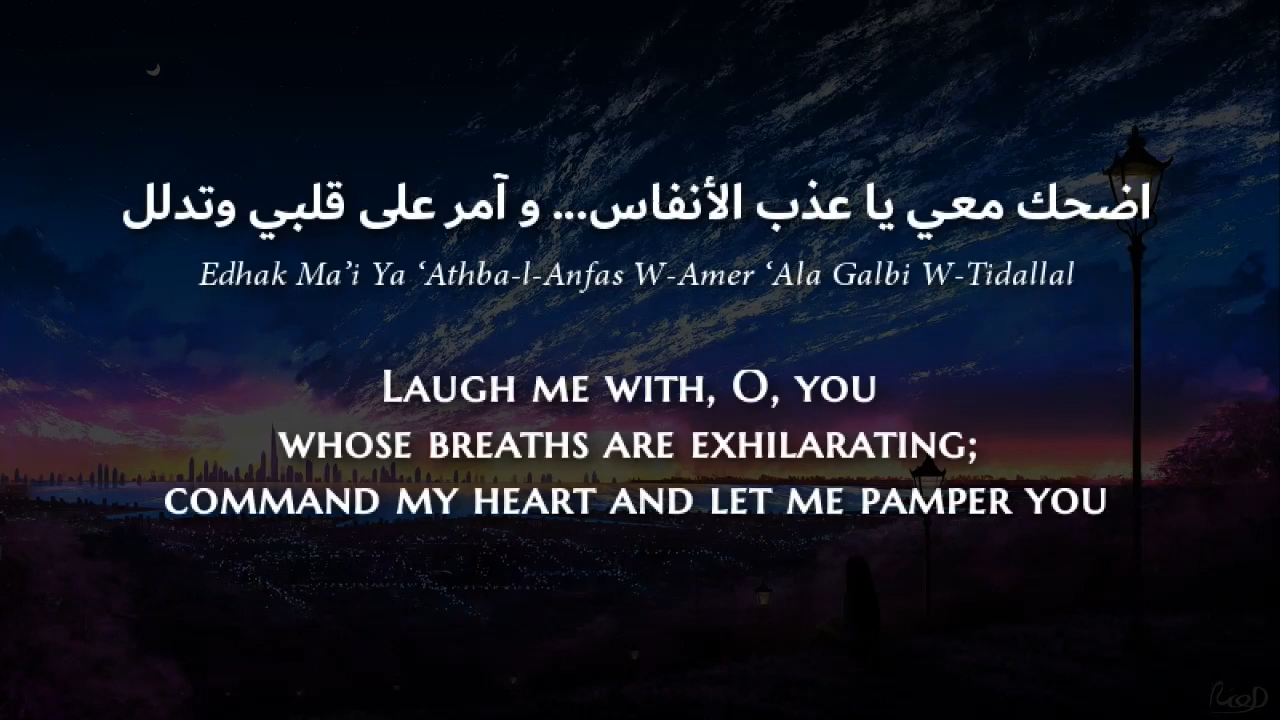 اضحك معي يا عذب الأنفاس... و آمر على قلبي وتدلل
Edhak Ma’i Ya ‘Athba-l-Anfas W-Amer ‘Ala Galbi W-Tidallal
Laugh me with, O, you
whose breaths are exhilarating;
command my heart and let me pamper you